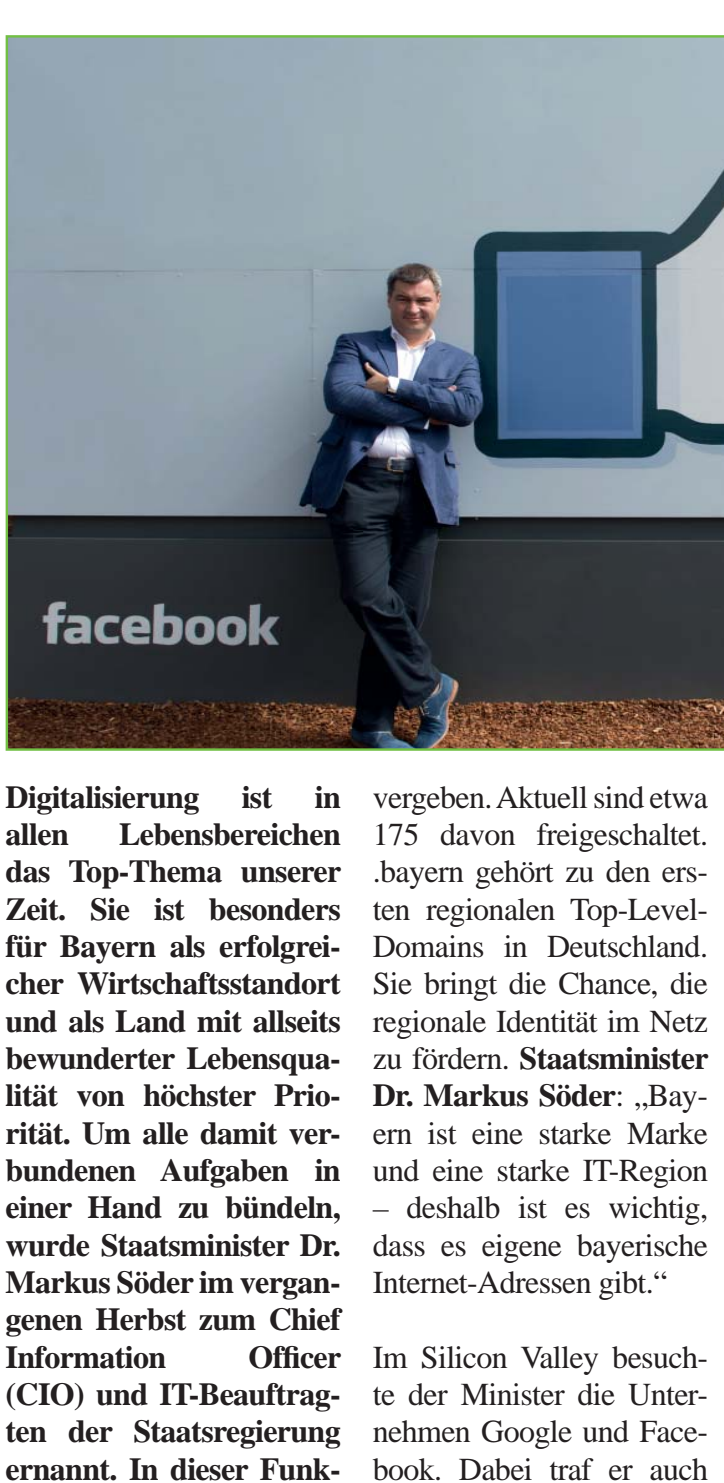 facebook
Digitalisierung ist in
allen Lebensbereichen
das Top-Thema unserer
Zeit. Sie ist besonders
für Bayern als erfolgrei-
cher Wirtschaftsstandort
und als Land mit allseits
bewunderter Lebensqua-
lität von höchster Prio-
rität. Um alle damit ver-
bundenen Aufgaben in
einer Hand zu bündeln,
wurde Staatsminister Dr.
Markus Söder im vergan-
genen Herbst zum Chief
Information Officer
(CIO) und IT-Beauftrag-
ten der Staatsregierung
ernannt. In dieser Funk-
vergeben. Aktuell sind etwa
175 davon freigeschaltet.
.bayern gehört zu den ers-
ten regionalen Top-Level-
Domains in Deutschland.
Sie bringt die Chance, die
regionale Identität im Netz
zu fördern. Staatsminister
Dr. Markus Söder: „Bay-
ern ist eine starke Marke
und eine starke IT-Region
– deshalb ist es wichtig,
dass es eigene bayerische
Internet-Adressen gibt.“
Im Silicon Valley besuch-
te der Minister die Unter-
nehmen Google und Face-
book. Dabei traf er auch